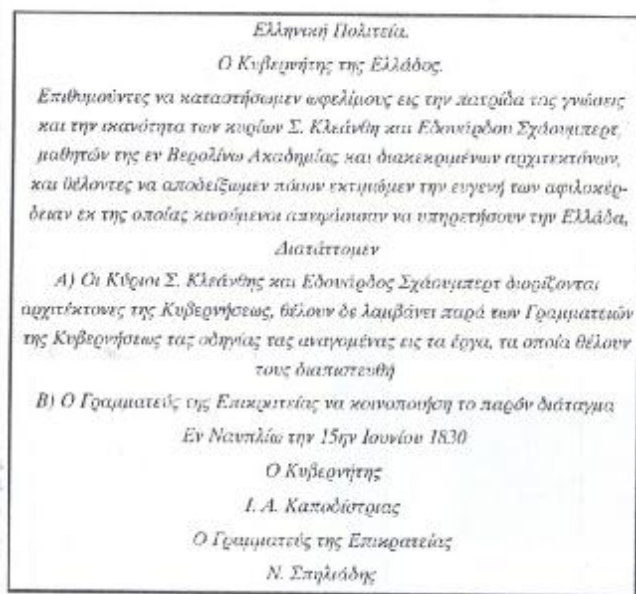 Ελληνική Πολιτεία.
Ο Κυβερνήτης της Ελλάδος.
Επιθυμούντες να καταστήσωμεν ωφελίμους εις την πατρίδα τας γνώσεις
και την ικανότητα των κυρίων Σ. Κλεάνθη και Εδουάρδου Σχάουμπερτ,
μαθητών της εν Βερολίνω Ακαδημίας και διακεκριμένων αρχιτεκτόνων,
και θέλοντες να αποδείξωμεν πόσον εκτιμώμεν την ευγενή των αφιλοκέρ-
δειαν εκ της οποίας κινούμενοι να υπηρετήσουν την Ελλάδα,
Διατάττομεν
Α) Οι Κύριοι Σ. Κλεάνθης και Εδουάρδος Σχάουμπερτ διορίζονται
αρχιτέκτονες της Κυβερνήσεως, θέλουν δε λαμβάνει παρά των Γραμματειών
της Κυβερνήσεως τας οδηγίας τας αναγομένας εις τα έργα, τα οποία θέλουν
τους διαπιστευθή
Β) Ο Γραμματεύς της Επικρατείας να κοινοποιήση το παρόν διάταγμα
Εν Ναυπλίω την 15ην Ιουνίου 1830
Ο Κυβερνήτης
Ι. Α. Καποδίστριας
Ο Γραμματεύς της Επικρατείας
Ν. Σπηλιάδης